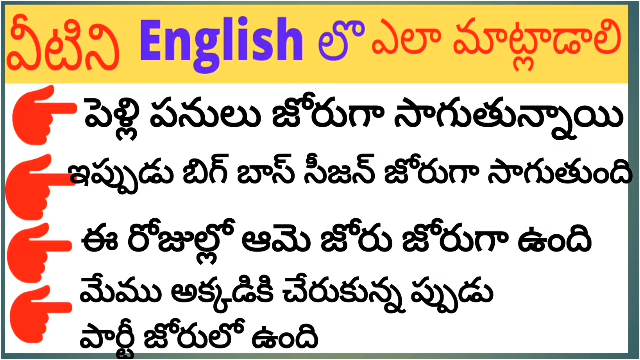 వీటిని English లొ ఎలా మాట్లాడాలి
పెళ్లి పనులు జోరుగా సాగుతున్నాయి
ఇప్పుడు బిగ్ బాస్ సీజన్ జోరుగా సాగుతుంది
ఈ రోజుల్లో ఆమె జోరు జోరుగా ఉంది
మేము అక్కడికి చేరుకున్న ప్పుడు
పార్టీ జోరులో ఉంది